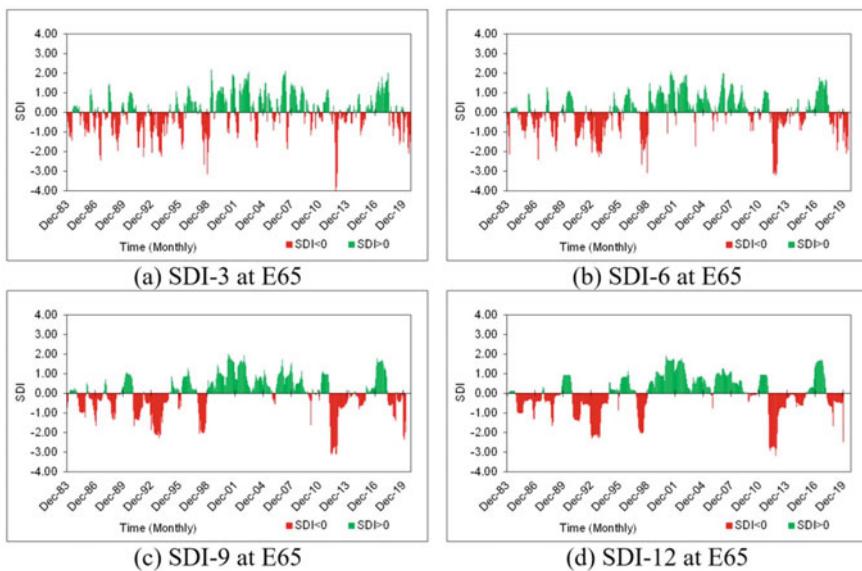 4.00
3.00
2.00
1.00
0.00
-1.00
-2.00
-3.00
-4.00
SDI
Dec-83
Dec-86
Dec-89
Dec-92
Dec-95
Dec-98
Dec-01
Dec-04
Dec-07
Dec-10
Dec-13
Dec-16
Dec-19
Time (Monthly)
SDI<0
SDI>0
(a) SDI-3 at E65
4.00
3.00
2.00
1.00
0.00
-1.00
-2.00
-3.00
-4.00
SDI
Dec-83
Dec-86
Dec-89
Dec-92
Dec-95
Dec-98
Dec-01
Dec-04
Dec-07
Dec-10
Dec-13
Dec-16
Dec-19
Time (Monthly)
SDI<0
SDI>0
(b) SDI-6 at E65
4.00
3.00
2.00
1.00
0.00
-1.00
-2.00
-3.00
-4.00
SDI
Dec-83
Dec-86
Dec-89
Dec-92
Dec-95
Dec-98
Dec-01
Dec-04
Dec-07
Dec-10
Dec-13
Dec-16
Dec-19
Time (Monthly)
SDI<0
SDI>0
(c) SDI-9 at E65
4.00
3.00
2.00
1.00
0.00
-1.00
-2.00
-3.00
-4.00
SDI
Dec-83
Dec-86
Dec-89
Dec-92
Dec-95
Dec-98
Dec-01
Dec-04
Dec-07
Dec-10
Dec-13
Dec-16
Dec-19
Time (Monthly)
SDI<0
SDI>0
(d) SDI-12 at E65